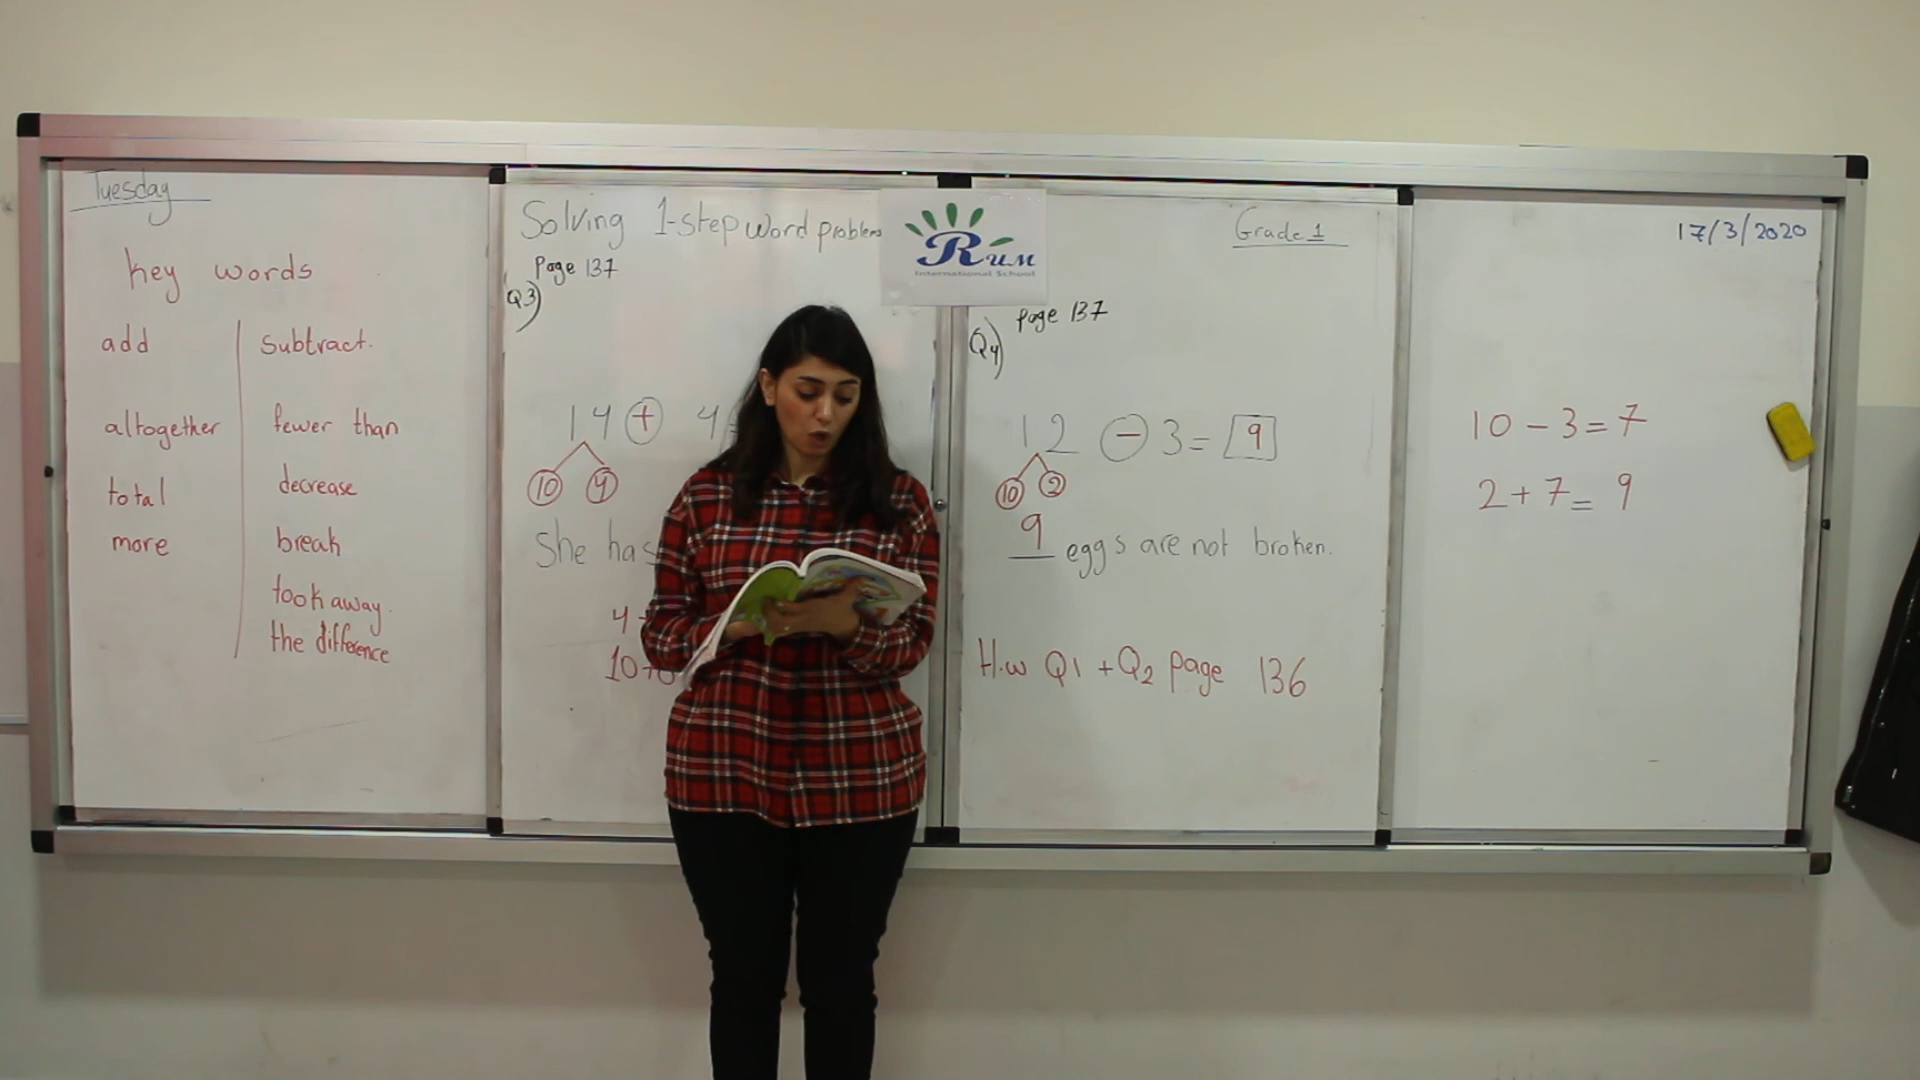 Tuesday
key words
add
subtract.
altogether
fewer than
total
decrease
more
break
took away.
the difference
Solving 1-step word problems
Page 137
Q3)
14 + 4
10 4
She has
4
10+
Rum
International School
Grade 1
page 137
Q4)
12 - 3 = 9
10 2
9 eggs are not broken.
H.w Q1 + Q2 page 136
17/3/2020
10 - 3 = 7
2 + 7 = 9